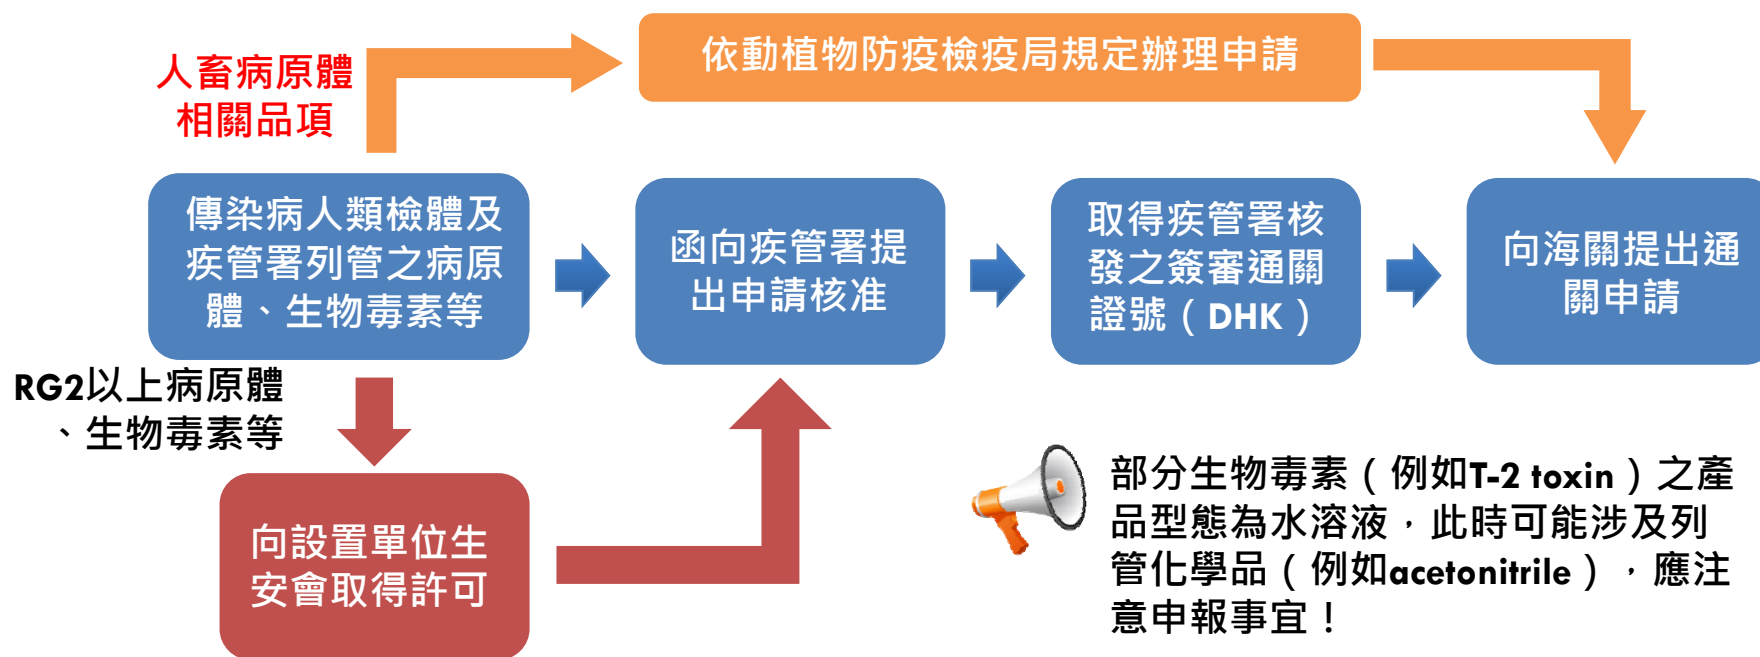 依動植物防疫檢疫局規定辦理申請
人畜病原體
相關品項
傳染病人類檢體及
疾管署列管之病原
體、生物毒素等
函向疾管署提
出申請核准
取得疾管署核
發之簽審通關
證號（DHK）
向海關提出通
關申請
RG2以上病原體
、生物毒素等
向設置單位生
安會取得許可
部分生物毒素（例如T-2 toxin）之產
品型態為水溶液，此時可能涉及列
管化學品（例如acetonitrile），應注
意申報事宜！